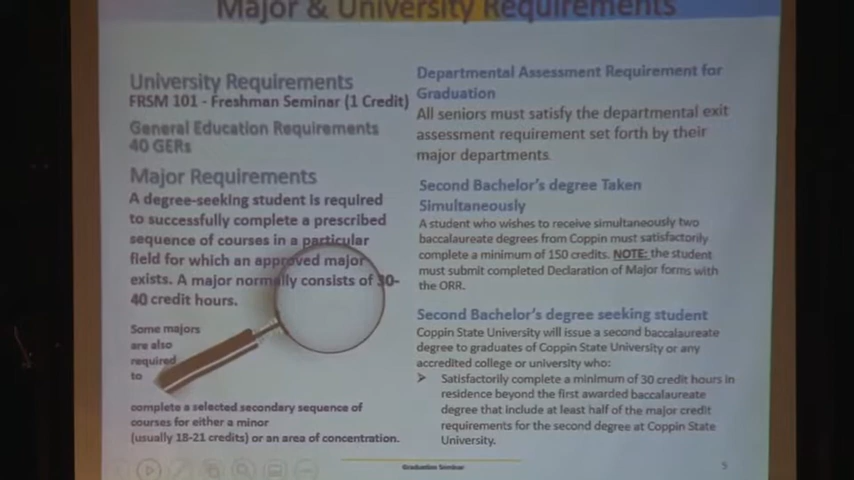 Major & University Requirements
University Requirements
FRSM 101 - Freshman Seminar (1 Credit)
General Education Requirements
40 GERs
Major Requirements
A degree-seeking student is required
to successfully complete a prescribed
sequence of courses in a particular
field for which an approved major
exists. A major normally consists of 30-
40 credit hours.
Some majors
are also
required
to
complete a selected secondary sequence of
courses for either a minor
(usually 18-21 credits) or an area of concentration.
Departmental Assessment Requirement for
Graduation
All seniors must satisfy the departmental exit
assessment requirement set forth by their
major departments.
Second Bachelor's degree Taken
Simultaneously
A student who wishes to receive simultaneously two
baccalaureate degrees from Coppin must satisfactorily
complete a minimum of 150 credits. NOTE: the student
must submit completed Declaration of Major forms with
the ORR.
Second Bachelor's degree seeking student
Coppin State University will issue a second baccalaureate
degree to graduates of Coppin State University or any
accredited college or university who:
➢ Satisfactorily complete a minimum of 30 credit hours in
residence beyond the first awarded baccalaureate
degree that include at least half of the major credit
requirements for the second degree at Coppin State
University.
Graduation Seminar
5